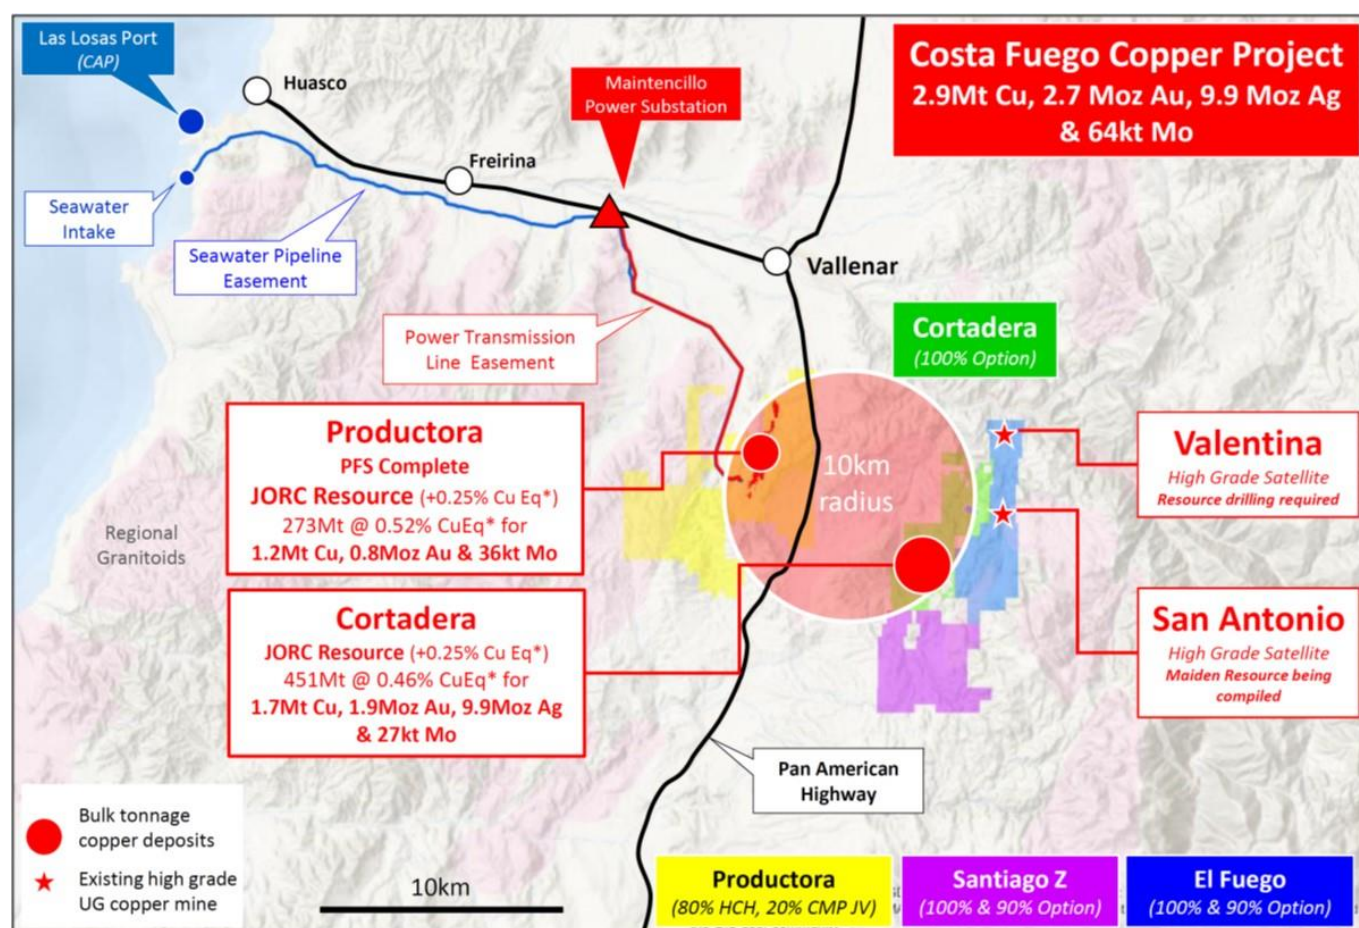 Las Losas Port
(CAP)
Huasco
Maintencillo
Power Substation
Costa Fuego Copper Project
2.9Mt Cu, 2.7 Moz Au, 9.9 Moz Ag
& 64kt Mo
Freirina
Seawater
Intake
Seawater Pipeline
Easement
Vallenar
Power Transmission
Line Easement
Cortadera
(100% Option)
Productora
PFS Complete
JORC Resource (+0.25% Cu Eq*)
273Mt @ 0.52% CuEq* for
1.2Mt Cu, 0.8Moz Au & 36kt Mo
10km
radius
Valentina
High Grade Satellite
Resource drilling required
Regional
Granitoids
Cortadera
JORC Resource (+0.25% Cu Eq*)
451Mt @ 0.46% CuEq* for
1.7Mt Cu, 1.9Moz Au, 9.9Moz Ag
& 27kt Mo
San Antonio
High Grade Satellite
Maiden Resource being
compiled
Pan American
Highway
Bulk tonnage
copper deposits
Existing high grade
UG copper mine
10km
Productora
(80% HCH, 20% CMP JV)
Santiago Z
(100% & 90% Option)
El Fuego
(100% & 90% Option)